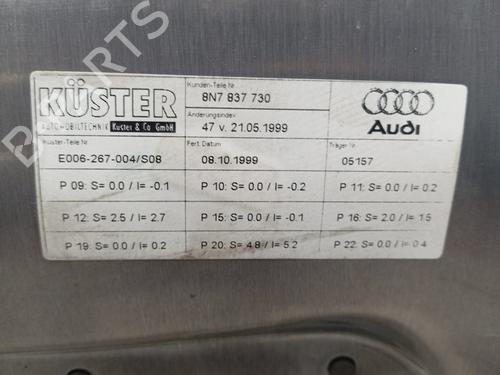 KÜSTER
AUTOMOBILTECHNIK Küster & Co. GmbH
Kunden-Teile Nr.
8N7 837 730
Änderungsindex
47 v. 21.05.1999
Audi
Küster-Teile Nr.
E006-267-004/S08
Fert. Datum
08.10.1999
Träger Nr.
05157
P 09: S= 0.0 / I= -0.1
P 10: S= 0.0 / I= -0.2
P 11: S= 0.0 / I= 0.2
P 12: S= 2.5 / I= 2.7
P 15: S= 0.0 / I= -0.1
P 16: S= 2.0 / I= 1.5
P 19: S= 0.0 / I= 0.2
P 20: S= 4.8 / I= 5.2
P 22: S= 0.0 / I= 0.4